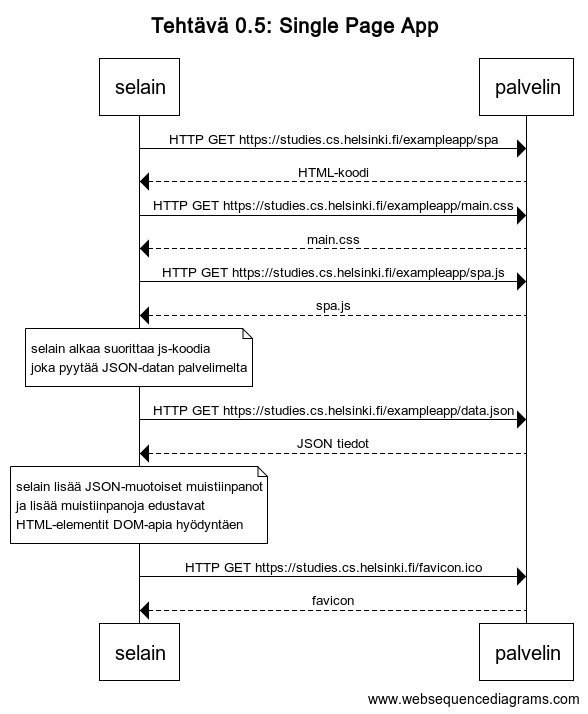 Tehtävä 0.5: Single Page App
selain
palvelin
HTTP GET https://studies.cs.helsinki.fi/exampleapp/spa
HTML-koodi
HTTP GET https://studies.cs.helsinki.fi/exampleapp/main.css
main.css
HTTP GET https://studies.cs.helsinki.fi/exampleapp/spa.js
spa.js
selain alkaa suorittaa js-koodia
joka pyytää JSON-datan palvelimelta
HTTP GET https://studies.cs.helsinki.fi/exampleapp/data.json
JSON tiedot
selain lisää JSON-muotoiset muistiinpanot
ja lisää muistiinpanoja edustavat
HTML-elementit DOM-apia hyödyntäen
HTTP GET https://studies.cs.helsinki.fi/favicon.ico
favicon
selain
palvelin
www.websequencediagrams.com